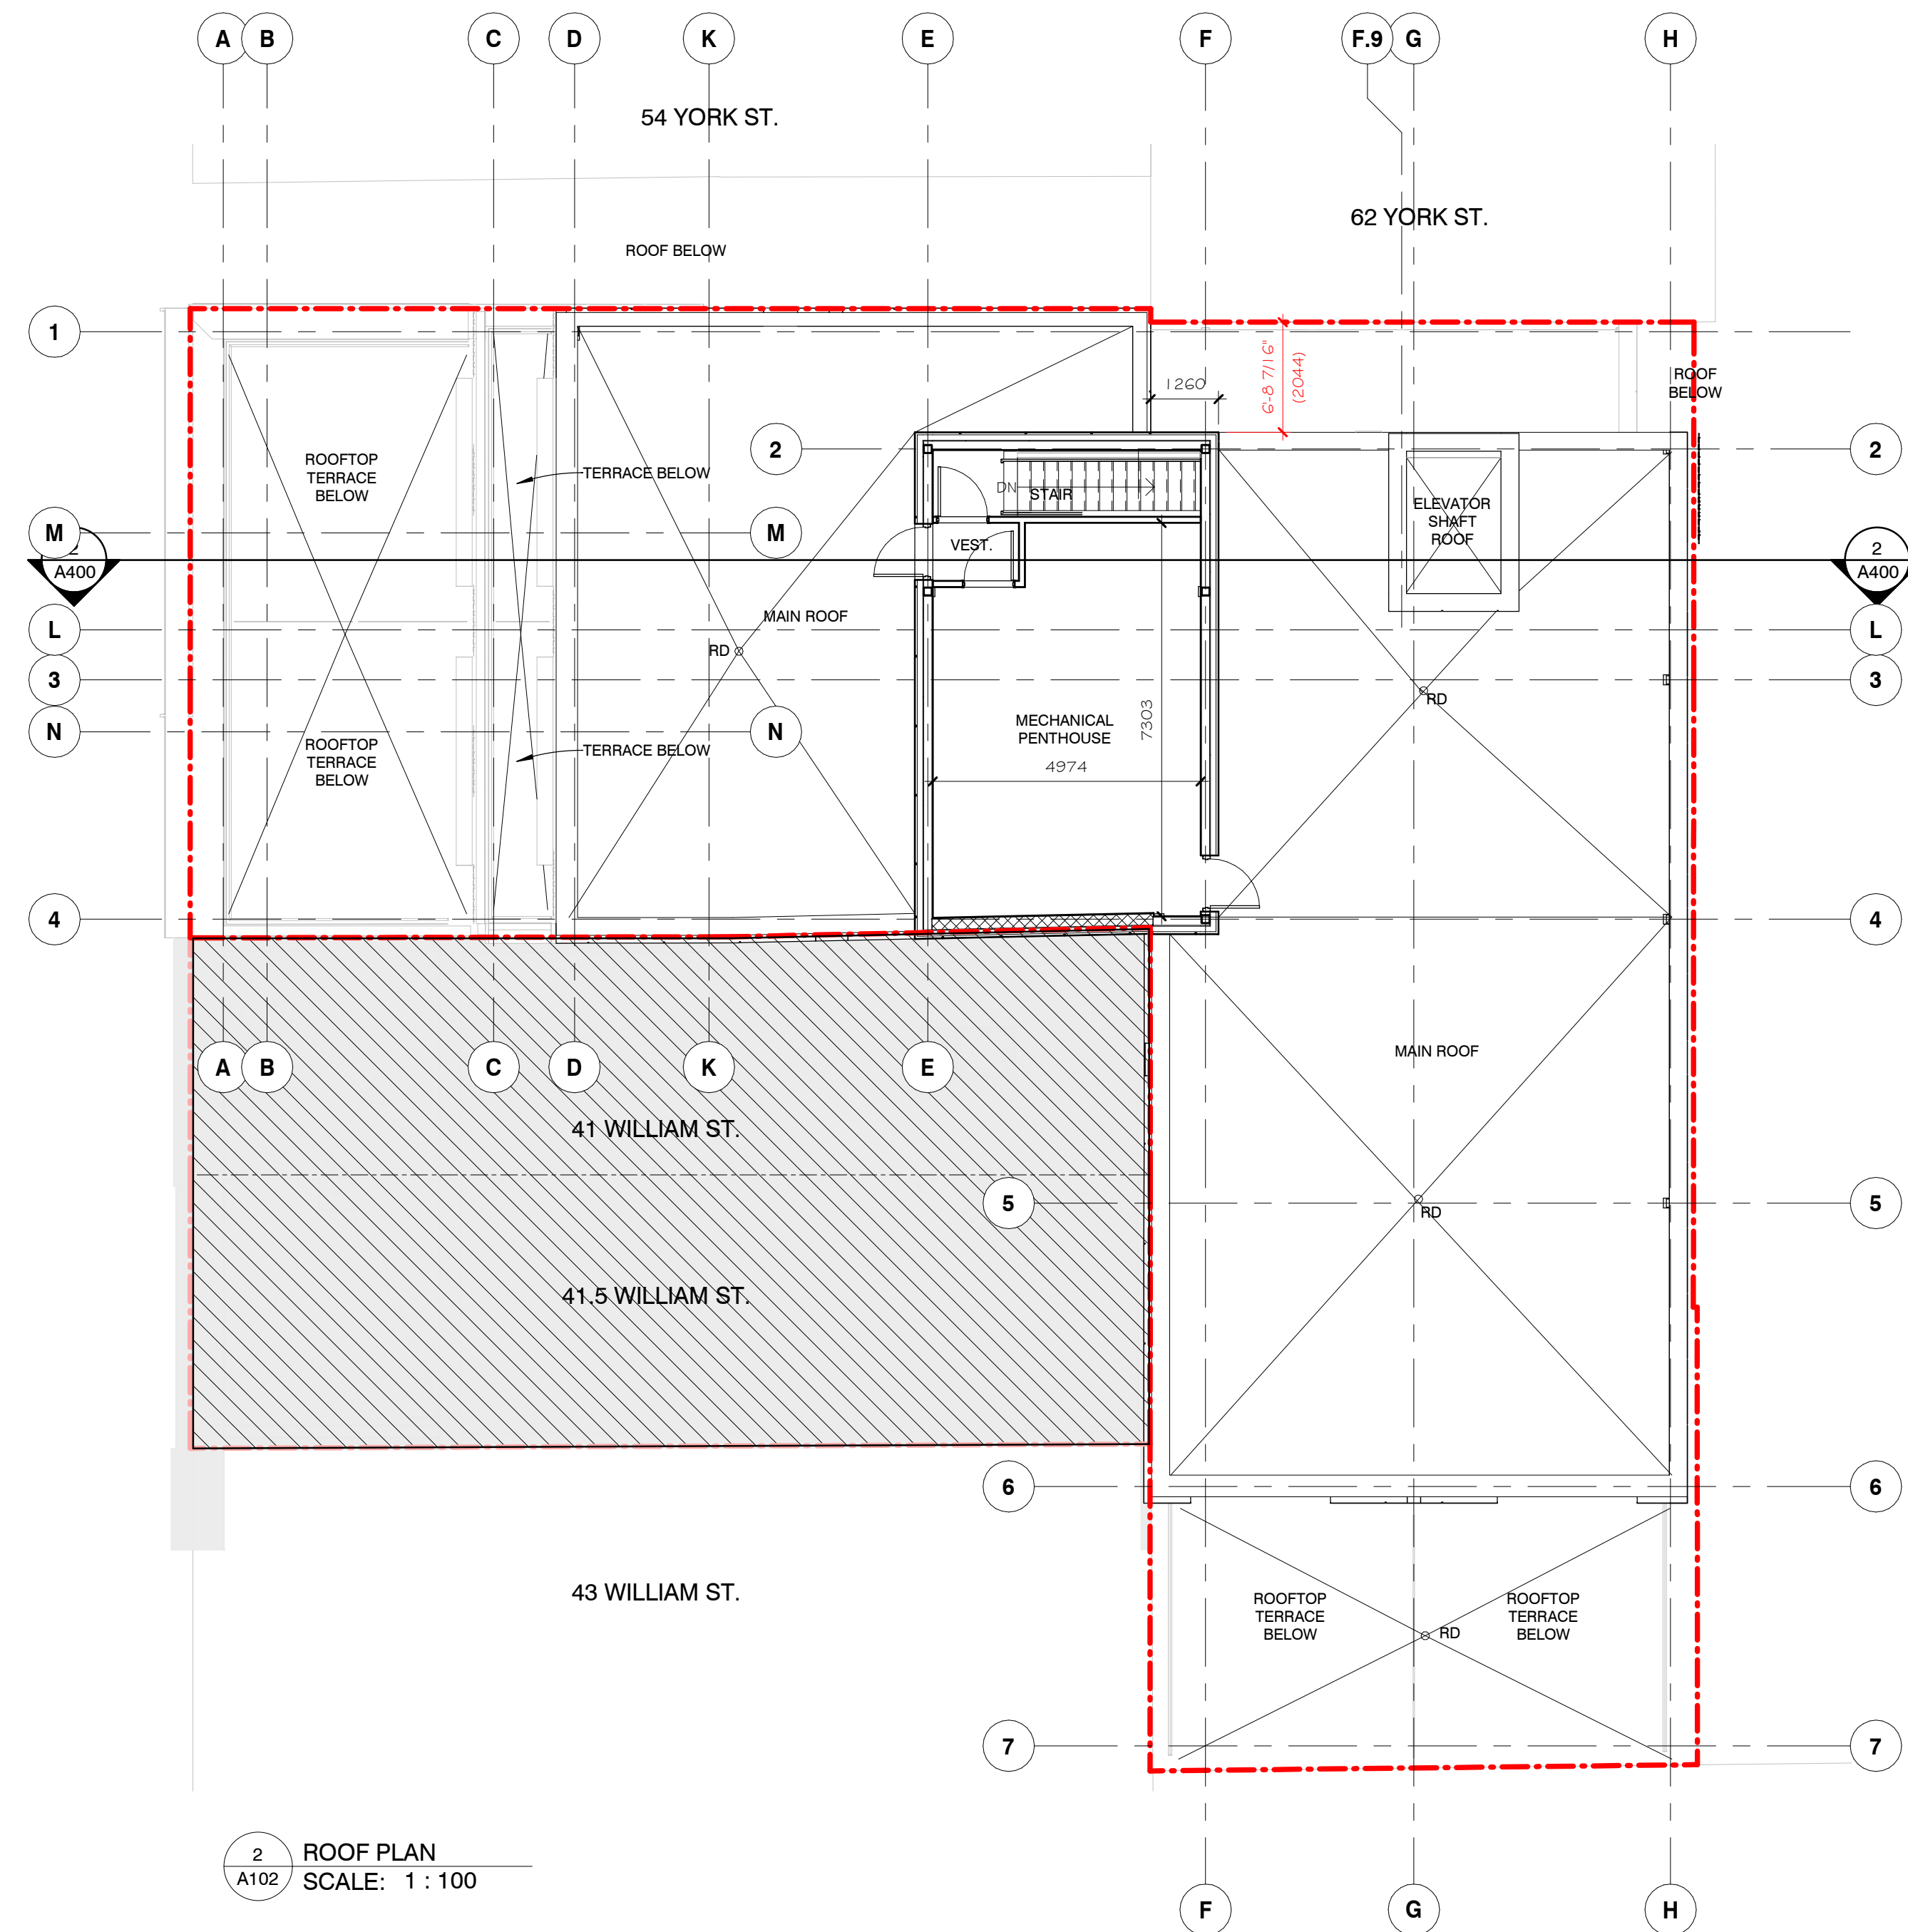 A B C D K E F F.9 G H
54 YORK ST.
62 YORK ST.
ROOF BELOW
1
ROOF
BELOW
1260
6'-8 7/16"
(2044)
2
2
ROOFTOP
TERRACE
BELOW
TERRACE BELOW
DN
STAIR
ELEVATOR
SHAFT
ROOF
M
M
VEST.
A400
2
A400
L
MAIN ROOF
L
RD
3
3
RD
N
N
ROOFTOP
TERRACE
BELOW
TERRACE BELOW
MECHANICAL
PENTHOUSE
7303
4974
4
4
A B C D K E
MAIN ROOF
41 WILLIAM ST.
5
RD
5
41.5 WILLIAM ST.
6
6
43 WILLIAM ST.
ROOFTOP
TERRACE
BELOW
RD
ROOFTOP
TERRACE
BELOW
7
7
2
A102
ROOF PLAN
SCALE: 1 : 100
F G H